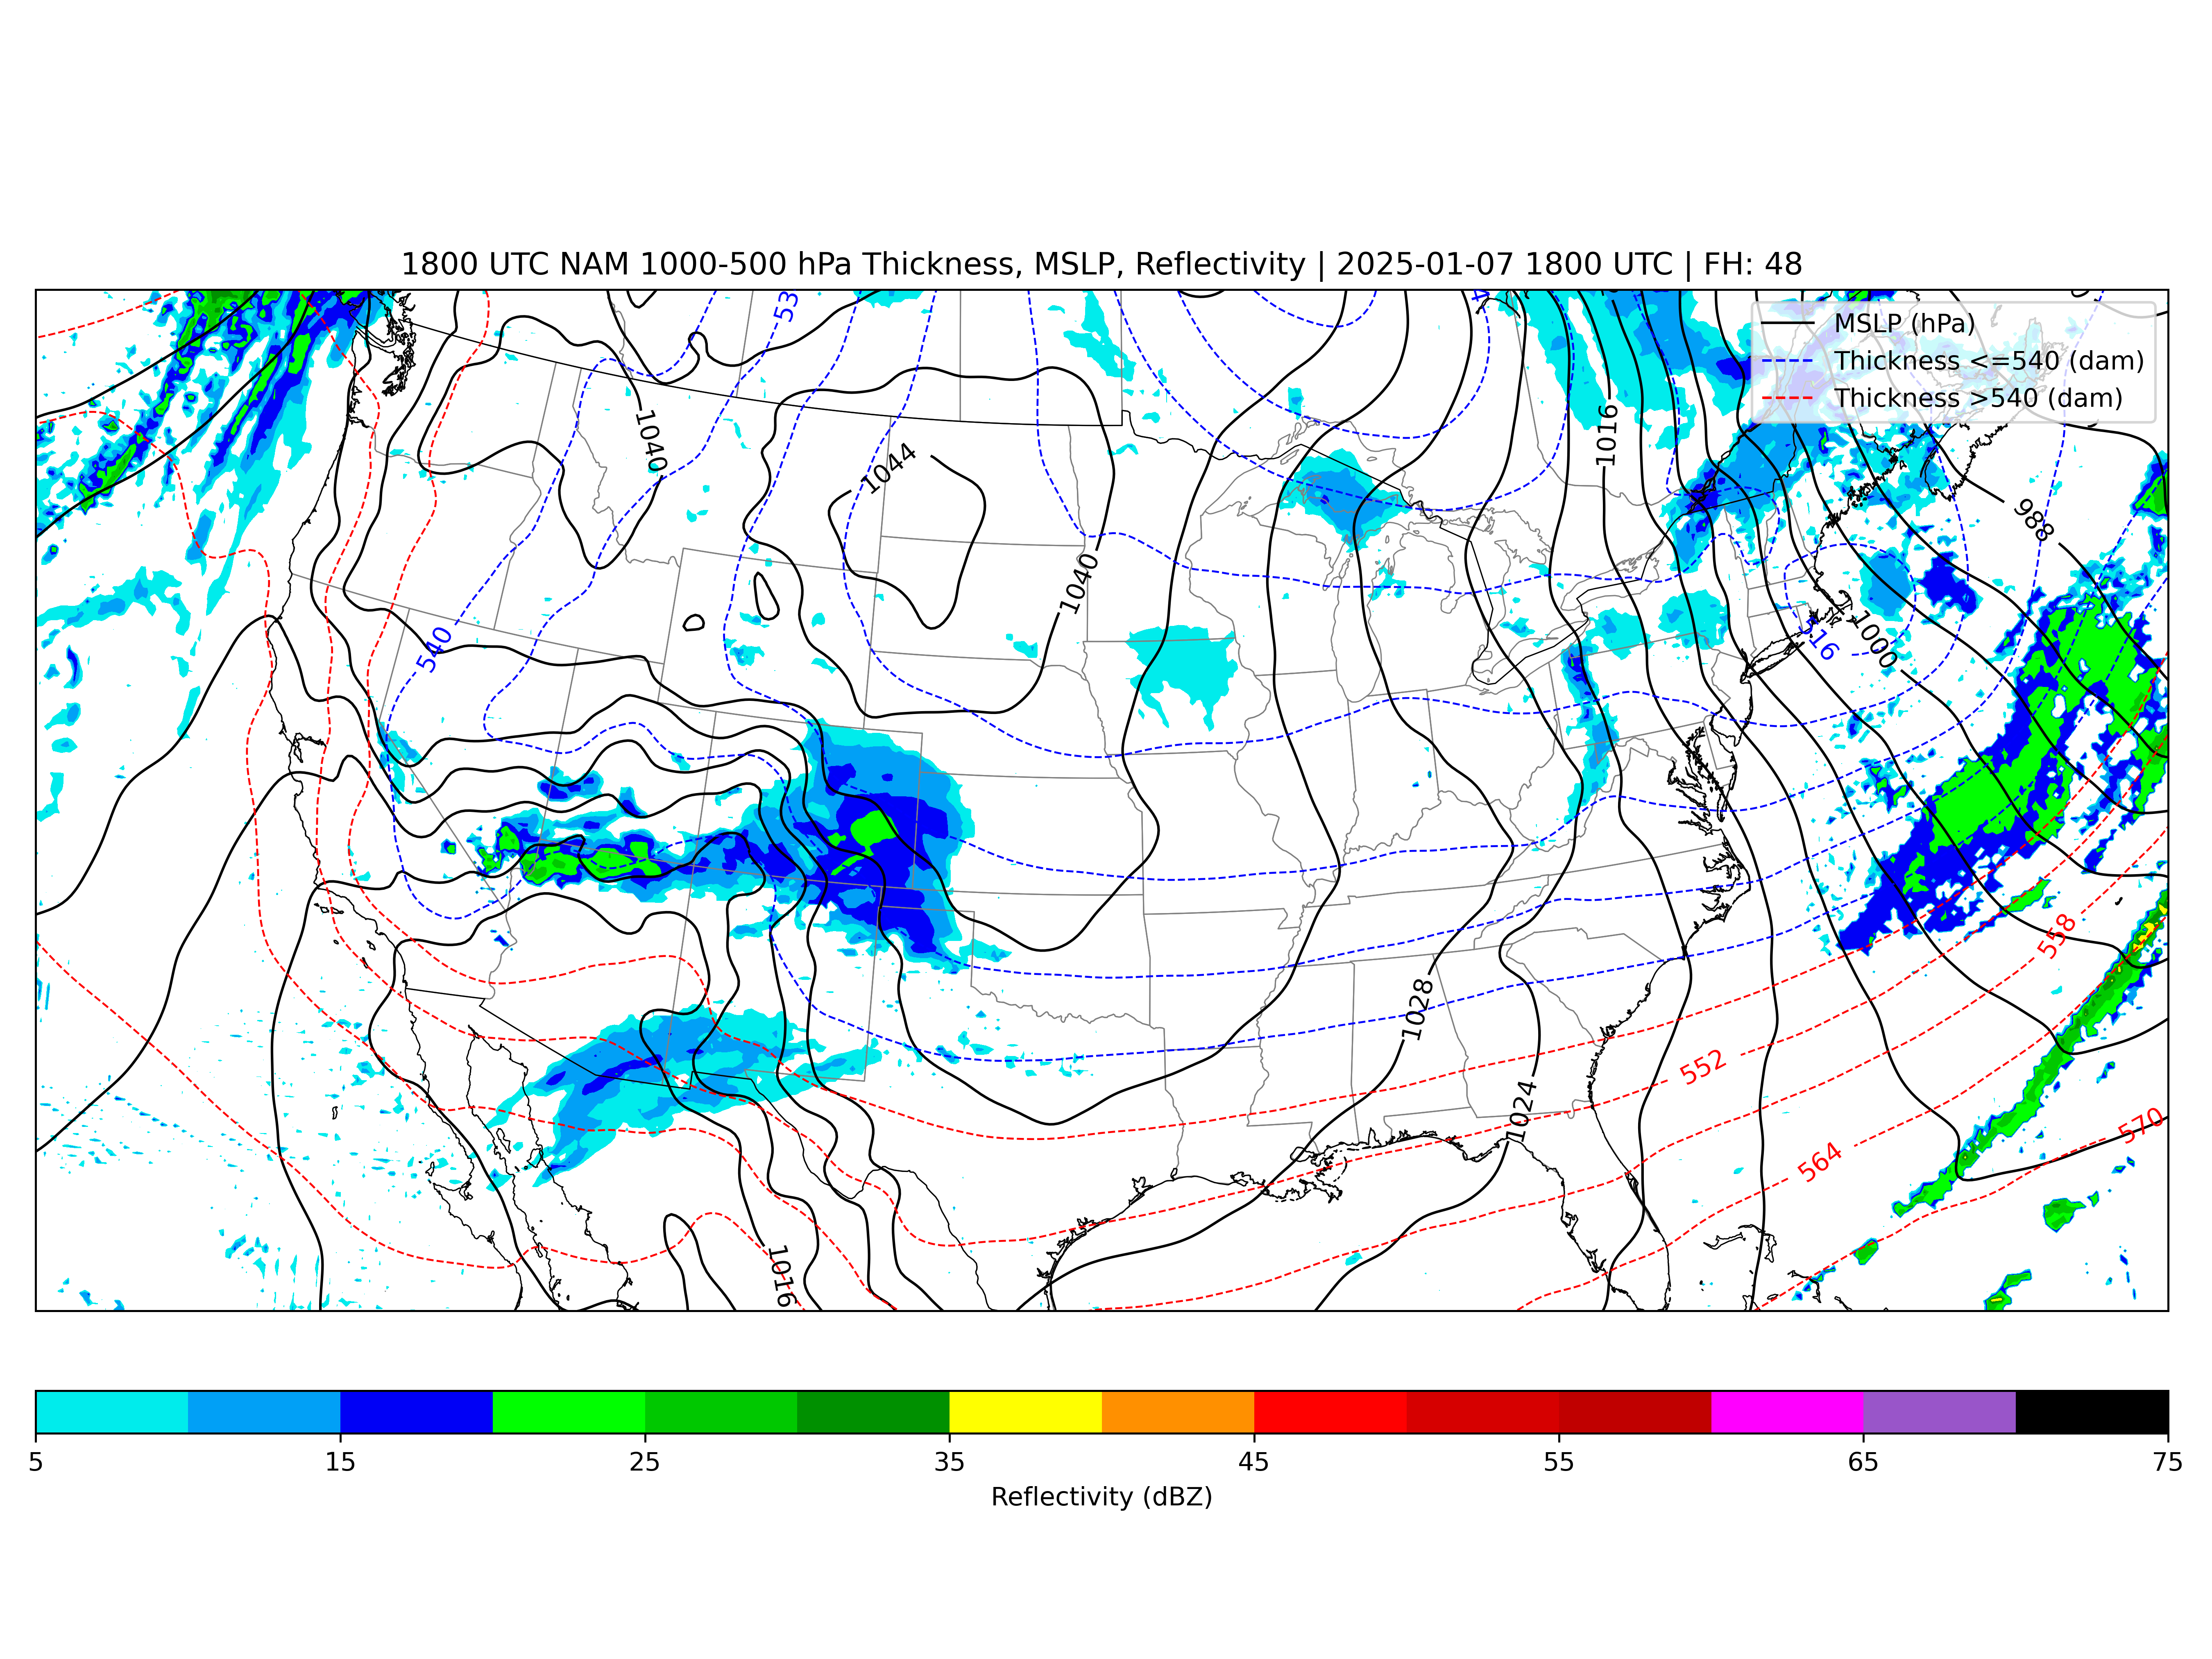 1800 UTC NAM 1000-500 hPa Thickness, MSLP, Reflectivity | 2025-01-07 1800 UTC | FH: 48
MSLP (hPa)
Thickness <=540 (dam)
Thickness >540 (dam)
1040
1044
1016
988
1040
540
1000
516
558
1028
552
1024
570
564
1016
5 15 25 35 45 55 65 75
Reflectivity (dBZ)